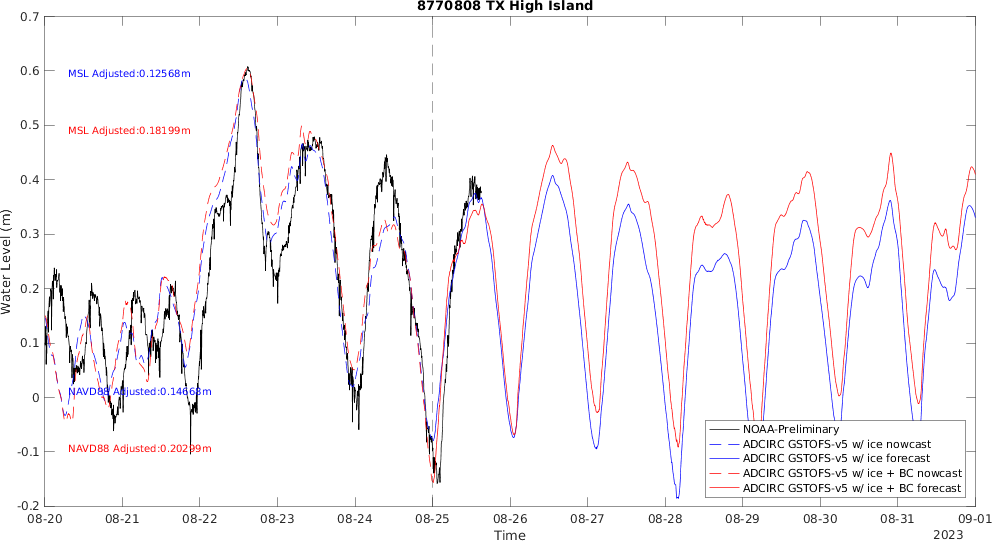 8770808 TX High Island
0.7
0.6
0.5
0.4
0.3
0.2
0.1
0
-0.1
-0.2
Water Level (m)
MSL Adjusted:0.12568m
MSL Adjusted:0.18199m
NAVD88 Adjusted:0.14668m
NAVD88 Adjusted:0.20299m
NOAA-Preliminary
ADCIRC GSTOFS-v5 w/ ice nowcast
ADCIRC GSTOFS-v5 w/ ice forecast
ADCIRC GSTOFS-v5 w/ ice + BC nowcast
ADCIRC GSTOFS-v5 w/ ice + BC forecast
08-20 08-21 08-22 08-23 08-24 08-25 08-26 08-27 08-28 08-29 08-30 08-31 09-01
Time
2023